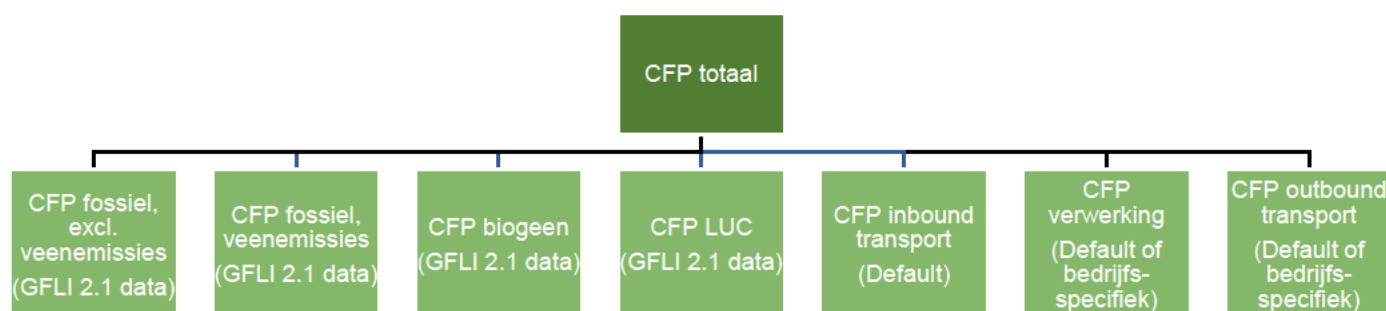 CFP totaal
CFP fossiel,
excl.
veenemissies
(GFLI 2.1 data)
CFP fossiel,
veenemissies
(GFLI 2.1 data)
CFP biogeen
(GFLI 2.1 data)
CFP LUC
(GFLI 2.1 data)
CFP inbound
transport
(Default)
CFP
verwerking
(Default of
bedrijfs-
specifiek)
CFP outbound
transport
(Default of
bedrijfs-
specifiek)